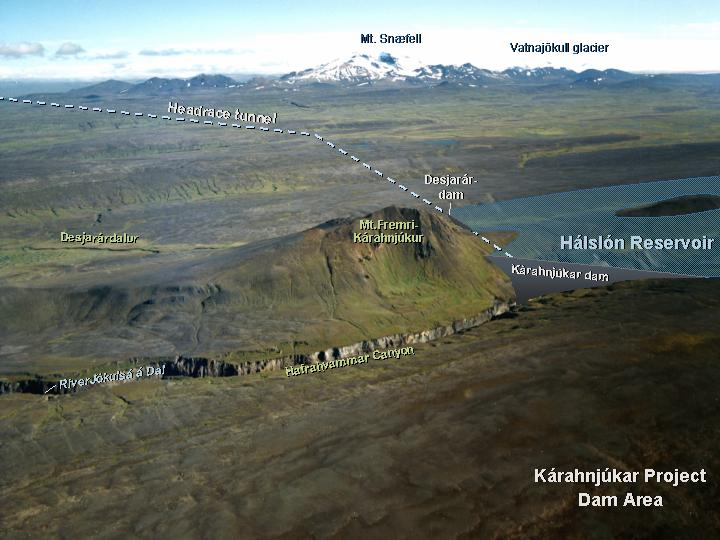 Mt. Snæfell
Vatnajökull glacier
Headrace tunnel
Desjarár-
dam
Desjarárdalur
Mt.Fremri-
Kárahnjúkur
Hálslón Reservoir
Kárahnjúkar dam
Hafrahvammar Canyon
River Jökulsá á Dal
Kárahnjúkar Project
Dam Area